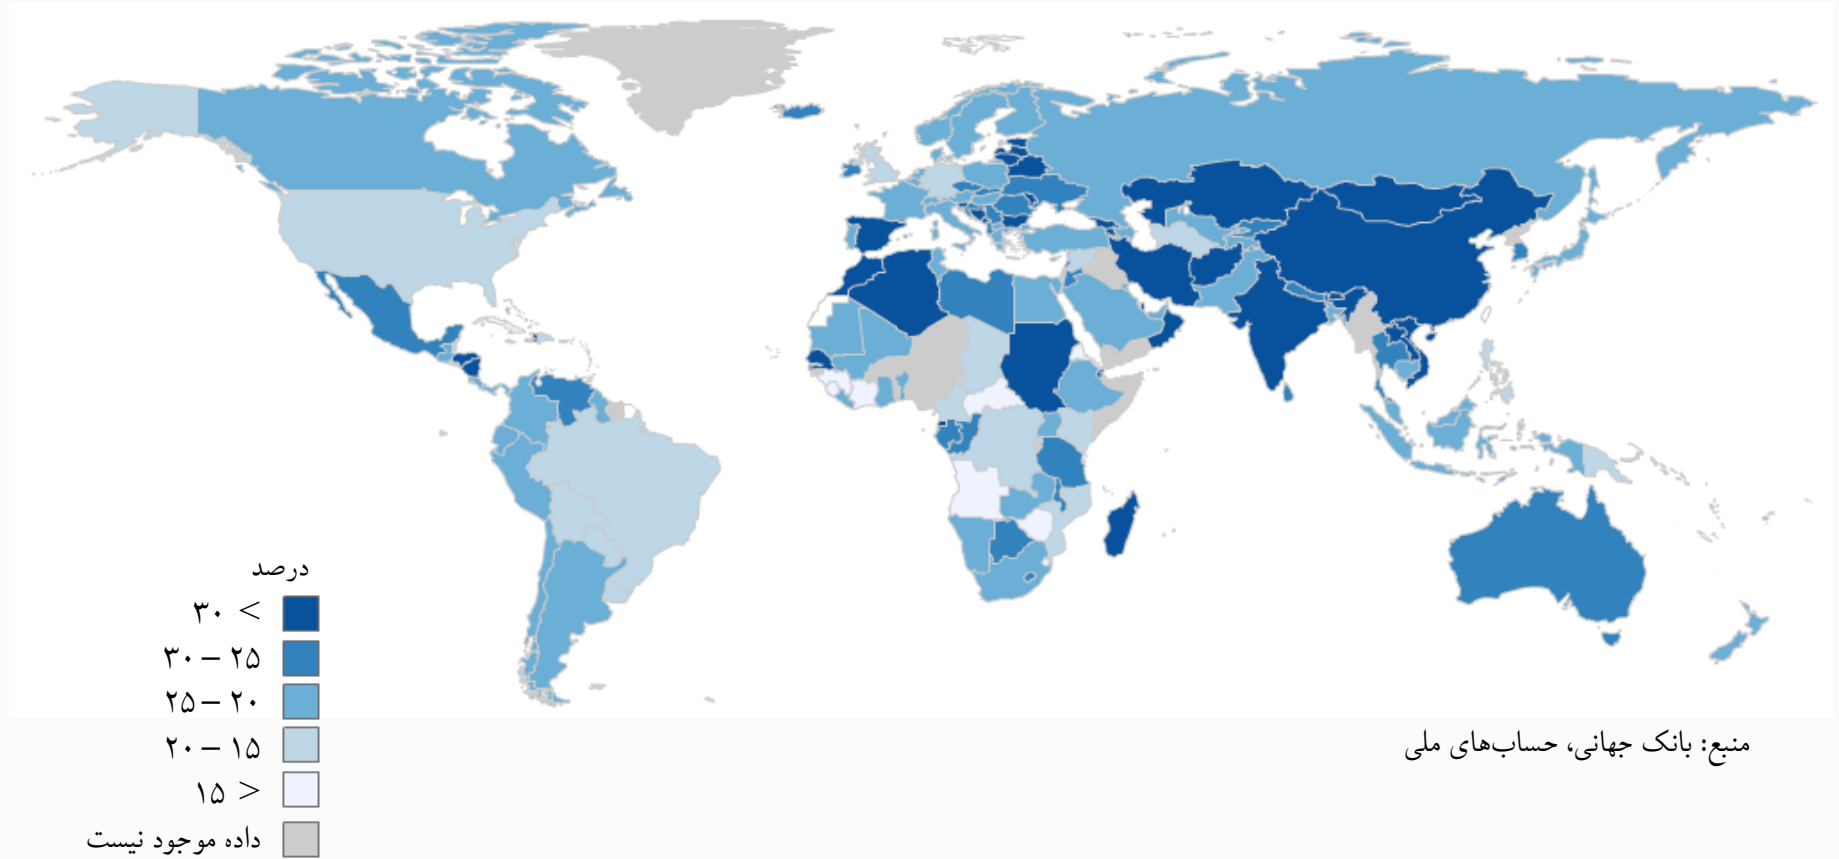 درصد
۳۰ <
۳۰ – ۲۵
۲۵ – ۲۰
۲۰ – ۱۵
۱۵ >
داده موجود نیست
منبع: بانک جهانی، حساب‌های ملی